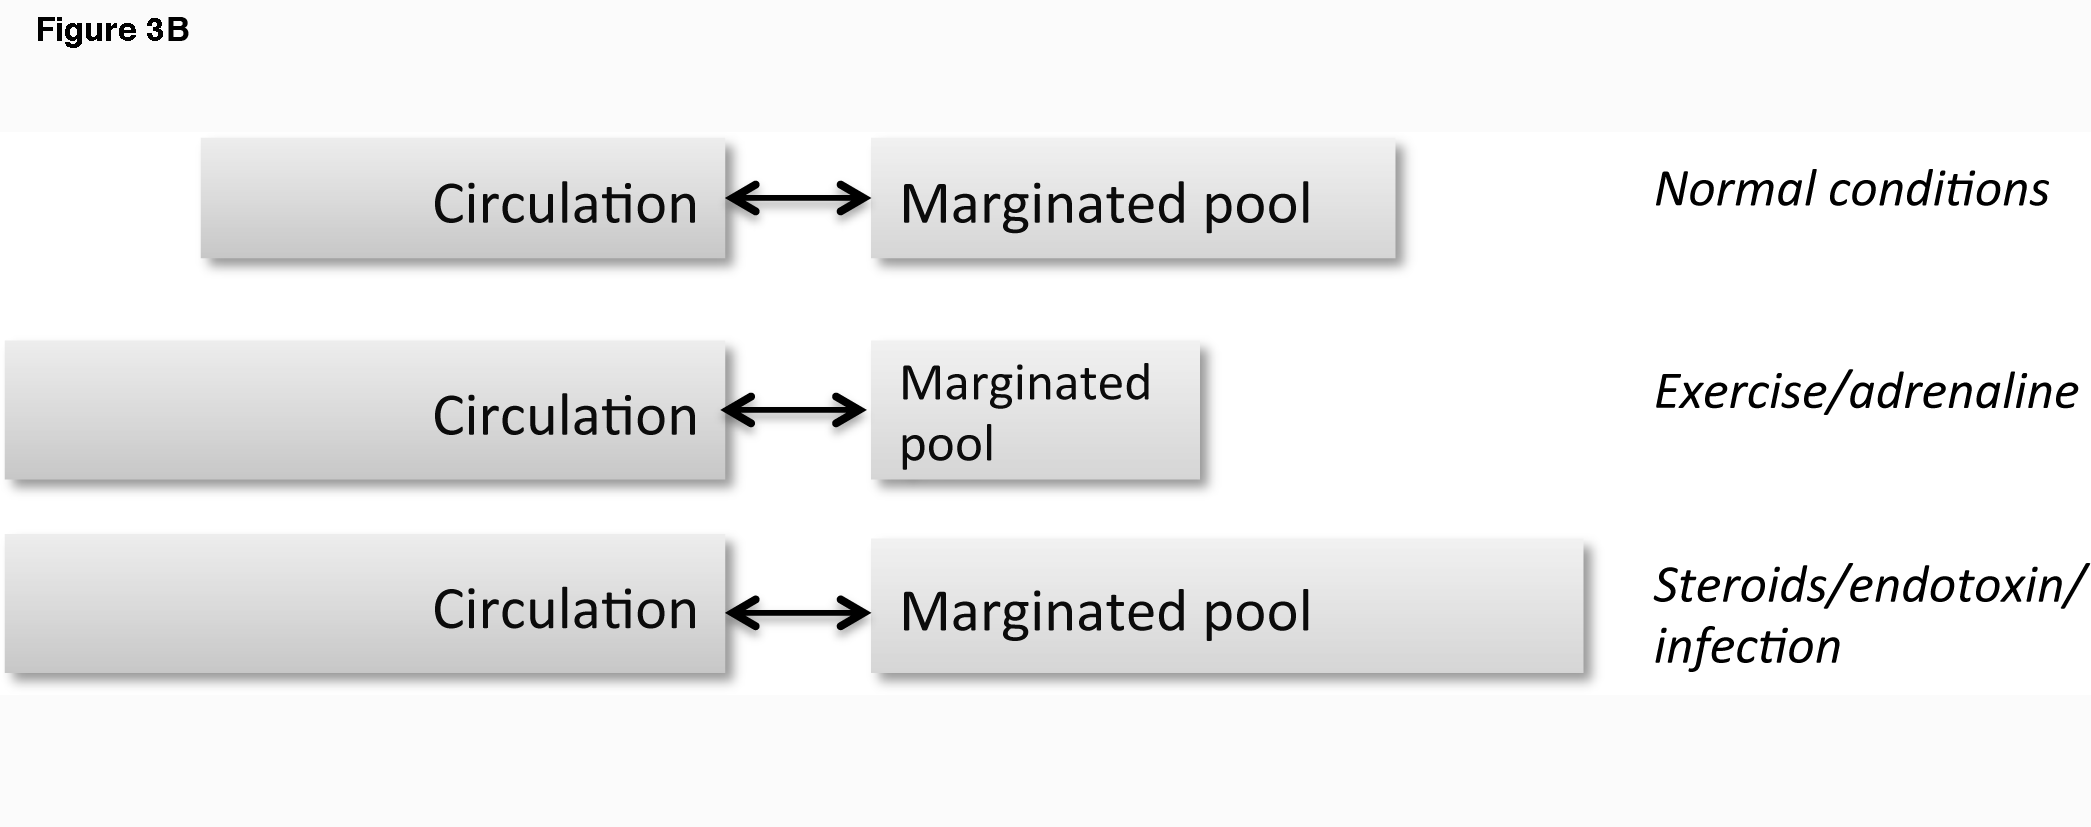 Figure 3B
Circulation
Marginated pool
Normal conditions
Circulation
Marginated
pool
Exercise/adrenaline
Circulation
Marginated pool
Steroids/endotoxin/
infection